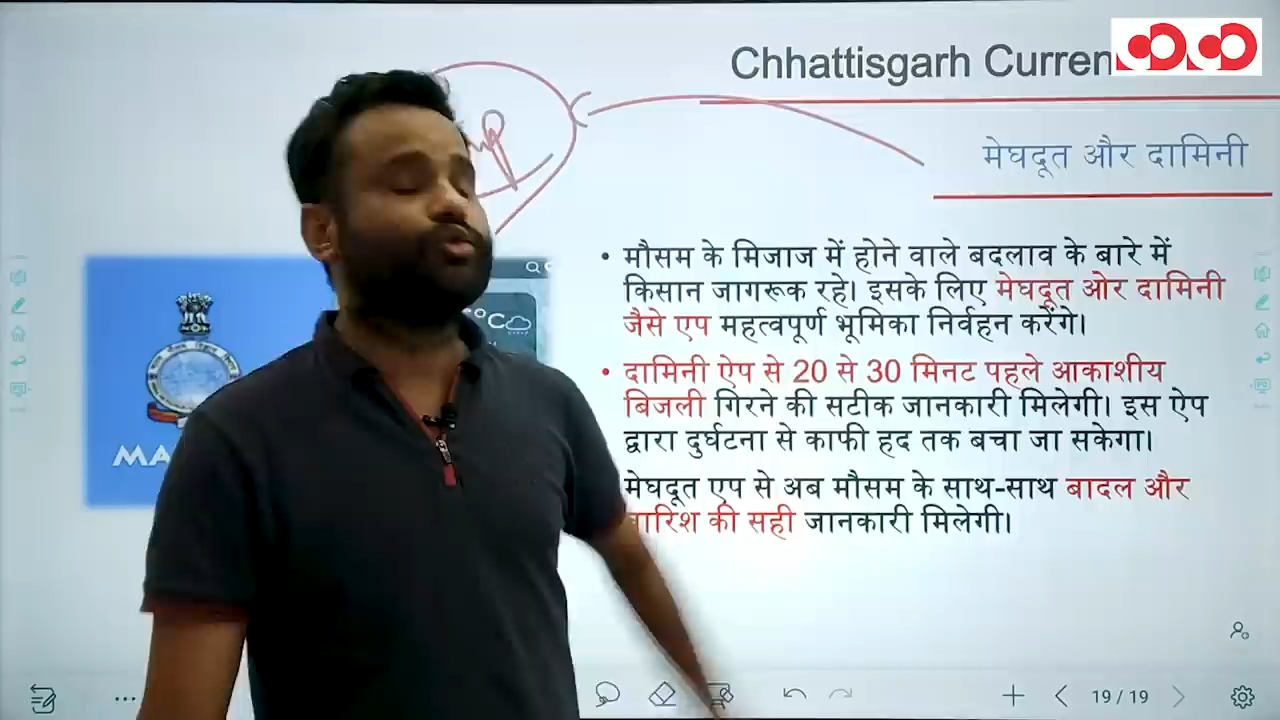 Chhattisgarh Curren
मेघदूत और दामिनी
• मौसम के मिजाज में होने वाले बदलाव के बारे में
किसान जागरूक रहे। इसके लिए मेघदूत ओर दामिनी
जैसे एप महत्वपूर्ण भूमिका निर्वहन करेंगे।
• दामिनी ऐप से 20 से 30 मिनट पहले आकाशीय
बिजली गिरने की सटीक जानकारी मिलेगी। इस ऐप
द्वारा दुर्घटना से काफी हद तक बचा जा सकेगा।
मेघदूत एप से अब मौसम के साथ-साथ बादल और
की सही जानकारी मिलेगी।
°C
MA
19/19